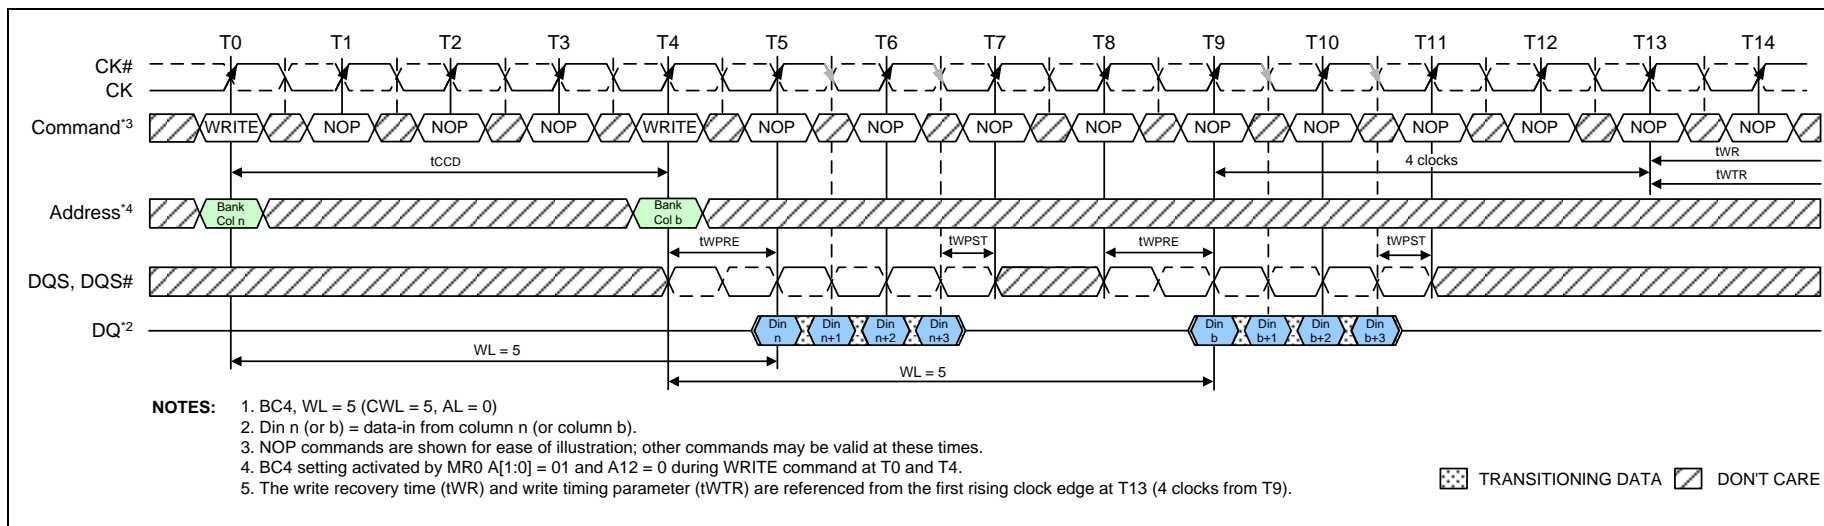 T0 T1 T2 T3 T4 T5 T6 T7 T8 T9 T10 T11 T12 T13 T14
CK#
CK
Command*3 WRITE NOP NOP NOP WRITE NOP NOP NOP NOP NOP NOP NOP NOP NOP NOP
tCCD 4 clocks tWR
tWTR
Address*4 Bank Col n Bank Col b
tWPRE tWPST tWPRE tWPST
DQS, DQS#
DQ*2 Din n Din n+1 Din n+2 Din n+3 Din b Din b+1 Din b+2 Din b+3
WL = 5
WL = 5
NOTES: 1. BC4, WL = 5 (CWL = 5, AL = 0)
2. Din n (or b) = data-in from column n (or column b).
3. NOP commands are shown for ease of illustration; other commands may be valid at these times.
4. BC4 setting activated by MR0 A[1:0] = 01 and A12 = 0 during WRITE command at T0 and T4.
5. The write recovery time (tWR) and write timing parameter (tWTR) are referenced from the first rising clock edge at T13 (4 clocks from T9).
TRANSITIONING DATA DON'T CARE